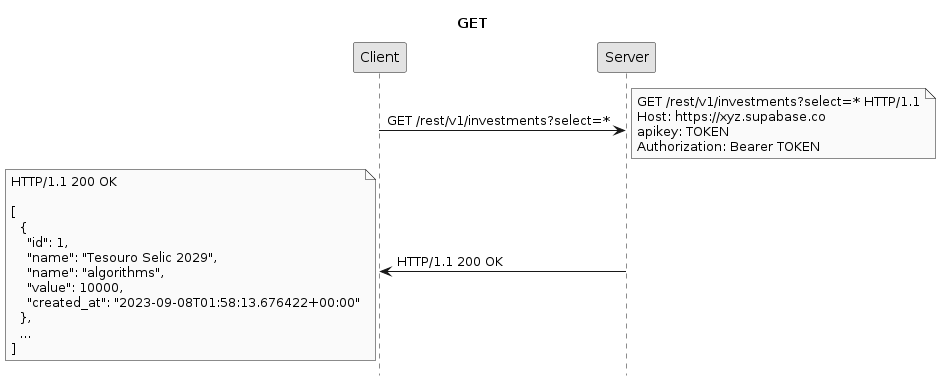 GET
Client
Server
GET /rest/v1/investments?select=*
GET /rest/v1/investments?select=* HTTP/1.1
Host: https://xyz.supabase.co
apikey: TOKEN
Authorization: Bearer TOKEN
HTTP/1.1 200 OK
HTTP/1.1 200 OK

[
  {
    "id": 1,
    "name": "Tesouro Selic 2029",
    "name": "algorithms",
    "value": 10000,
    "created_at": "2023-09-08T01:58:13.676422+00:00"
  },
  ...
]